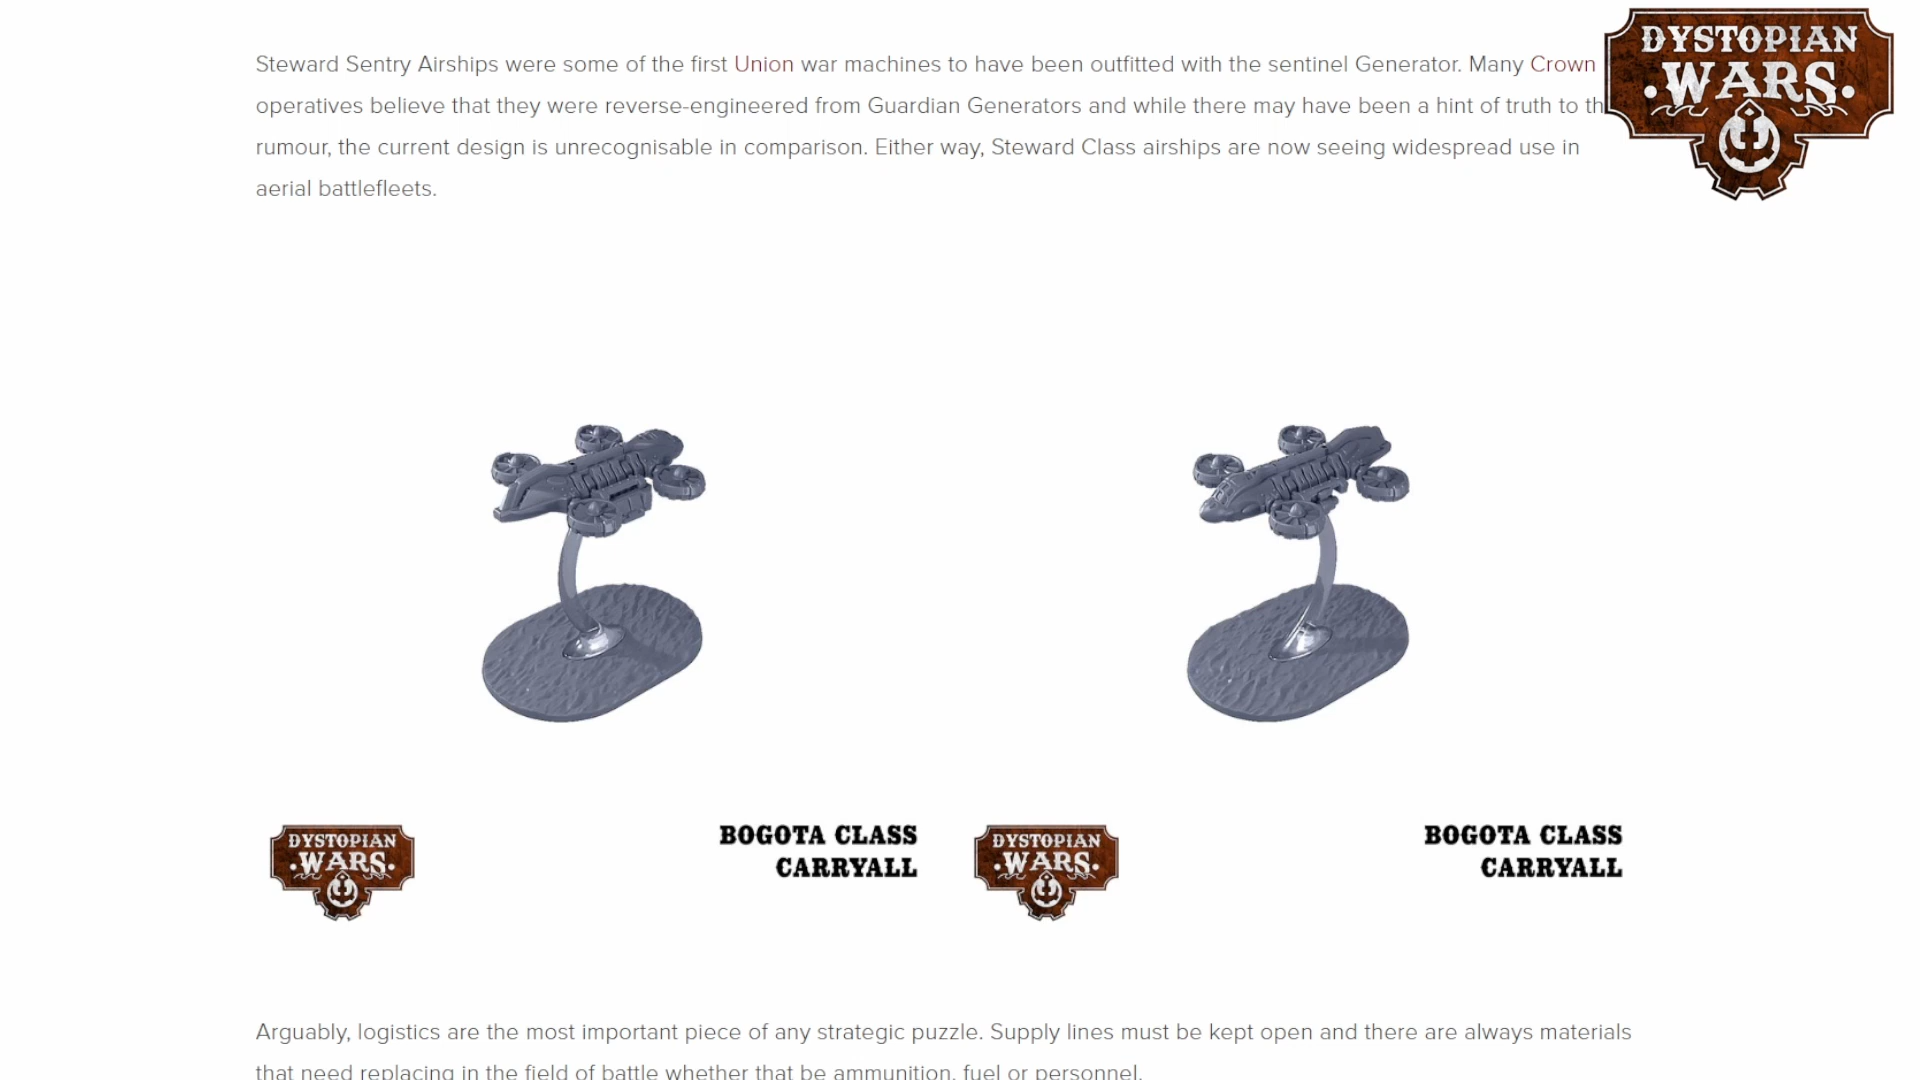 Steward Sentry Airships were some of the first Union war machines to have been outfitted with the sentinel Generator. Many Crown
operatives believe that they were reverse-engineered from Guardian Generators and while there may have been a hint of truth to th
rumour, the current design is unrecognisable in comparison. Either way, Steward Class airships are now seeing widespread use in
aerial battlefleets.
DYSTOPIAN
WARS
BOGOTA CLASS
CARRYALL
DYSTOPIAN
WARS
BOGOTA CLASS
CARRYALL
DYSTOPIAN
WARS
Arguably, logistics are the most important piece of any strategic puzzle. Supply lines must be kept open and there are always materials
that need replacing in the field of battle whether that be ammunition, fuel or personnel.